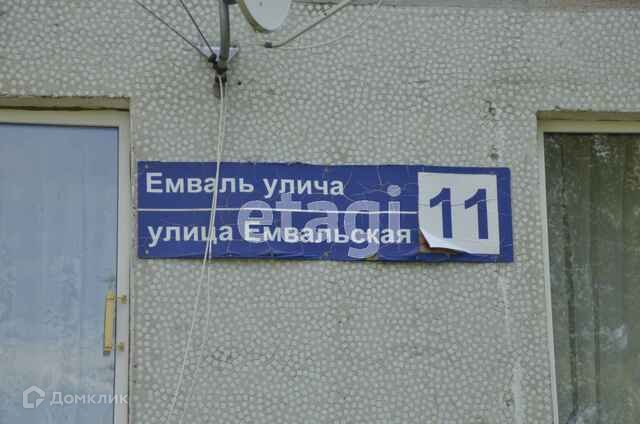 Емваль улича
улица Емвальская
11
etagi
Домклик